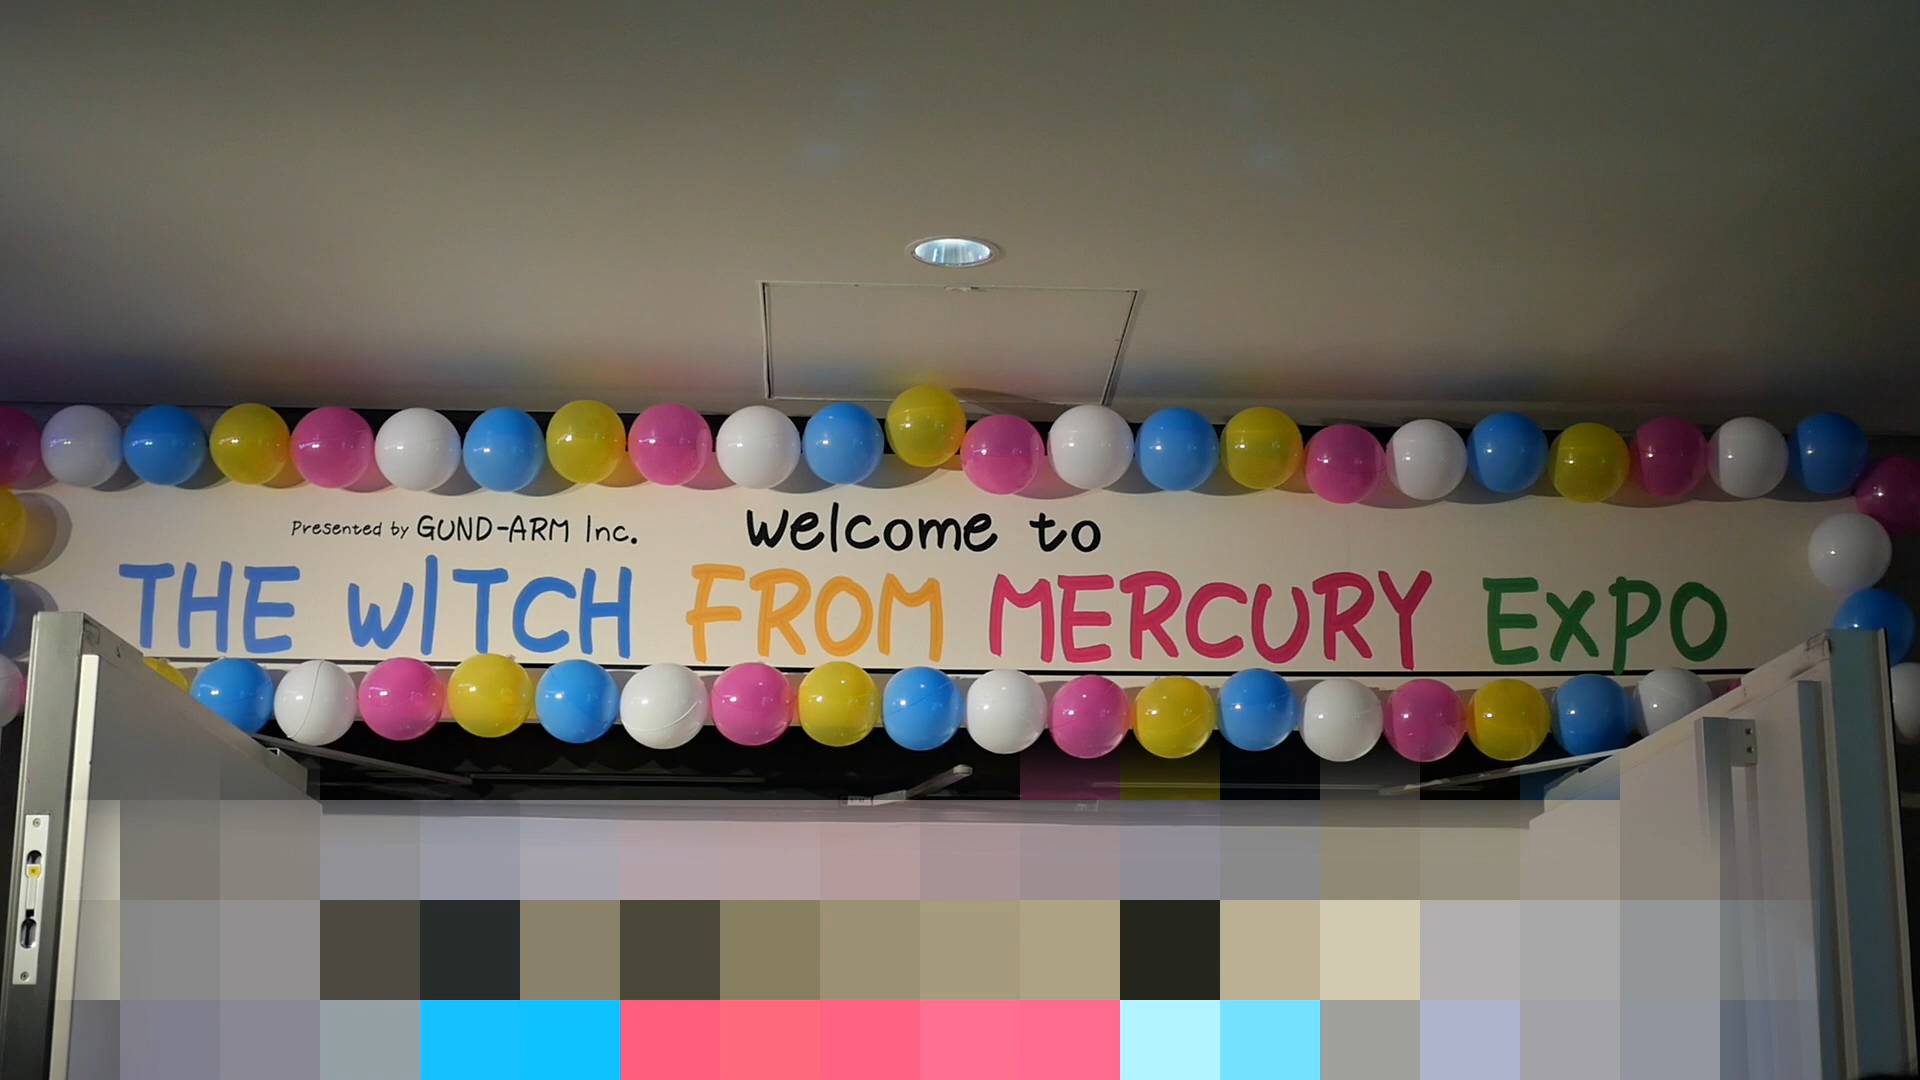 Presented by GUND-ARM Inc.
welcome to
THE WITCH FROM MERCURY EXPO